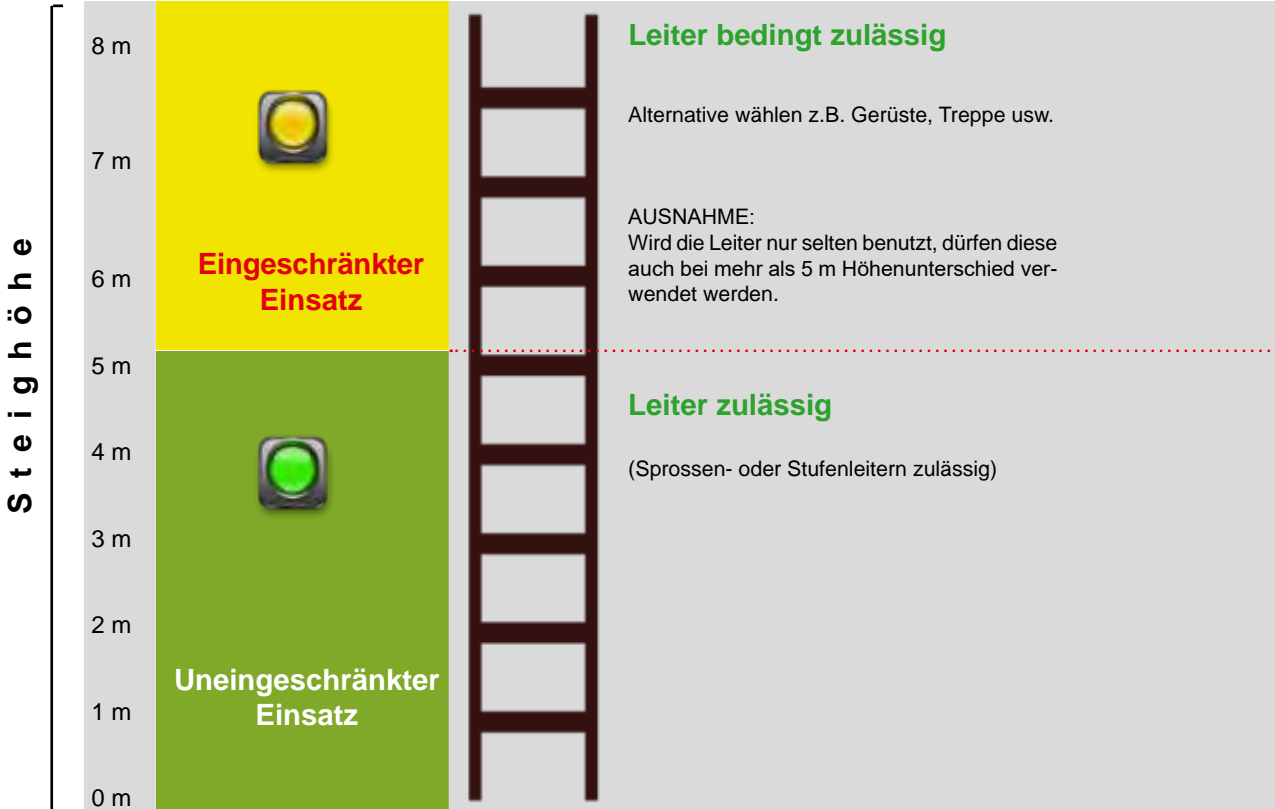 Steighöhe
8 m
7 m
6 m
5 m
4 m
3 m
2 m
1 m
0 m
Eingeschränkter
Einsatz
Uneingeschränkter
Einsatz
Leiter bedingt zulässig
Alternative wählen z.B. Gerüste, Treppe usw.
AUSNAHME:
Wird die Leiter nur selten benutzt, dürfen diese
auch bei mehr als 5 m Höhenunterschied ver-
wendet werden.
Leiter zulässig
(Sprossen- oder Stufenleitern zulässig)